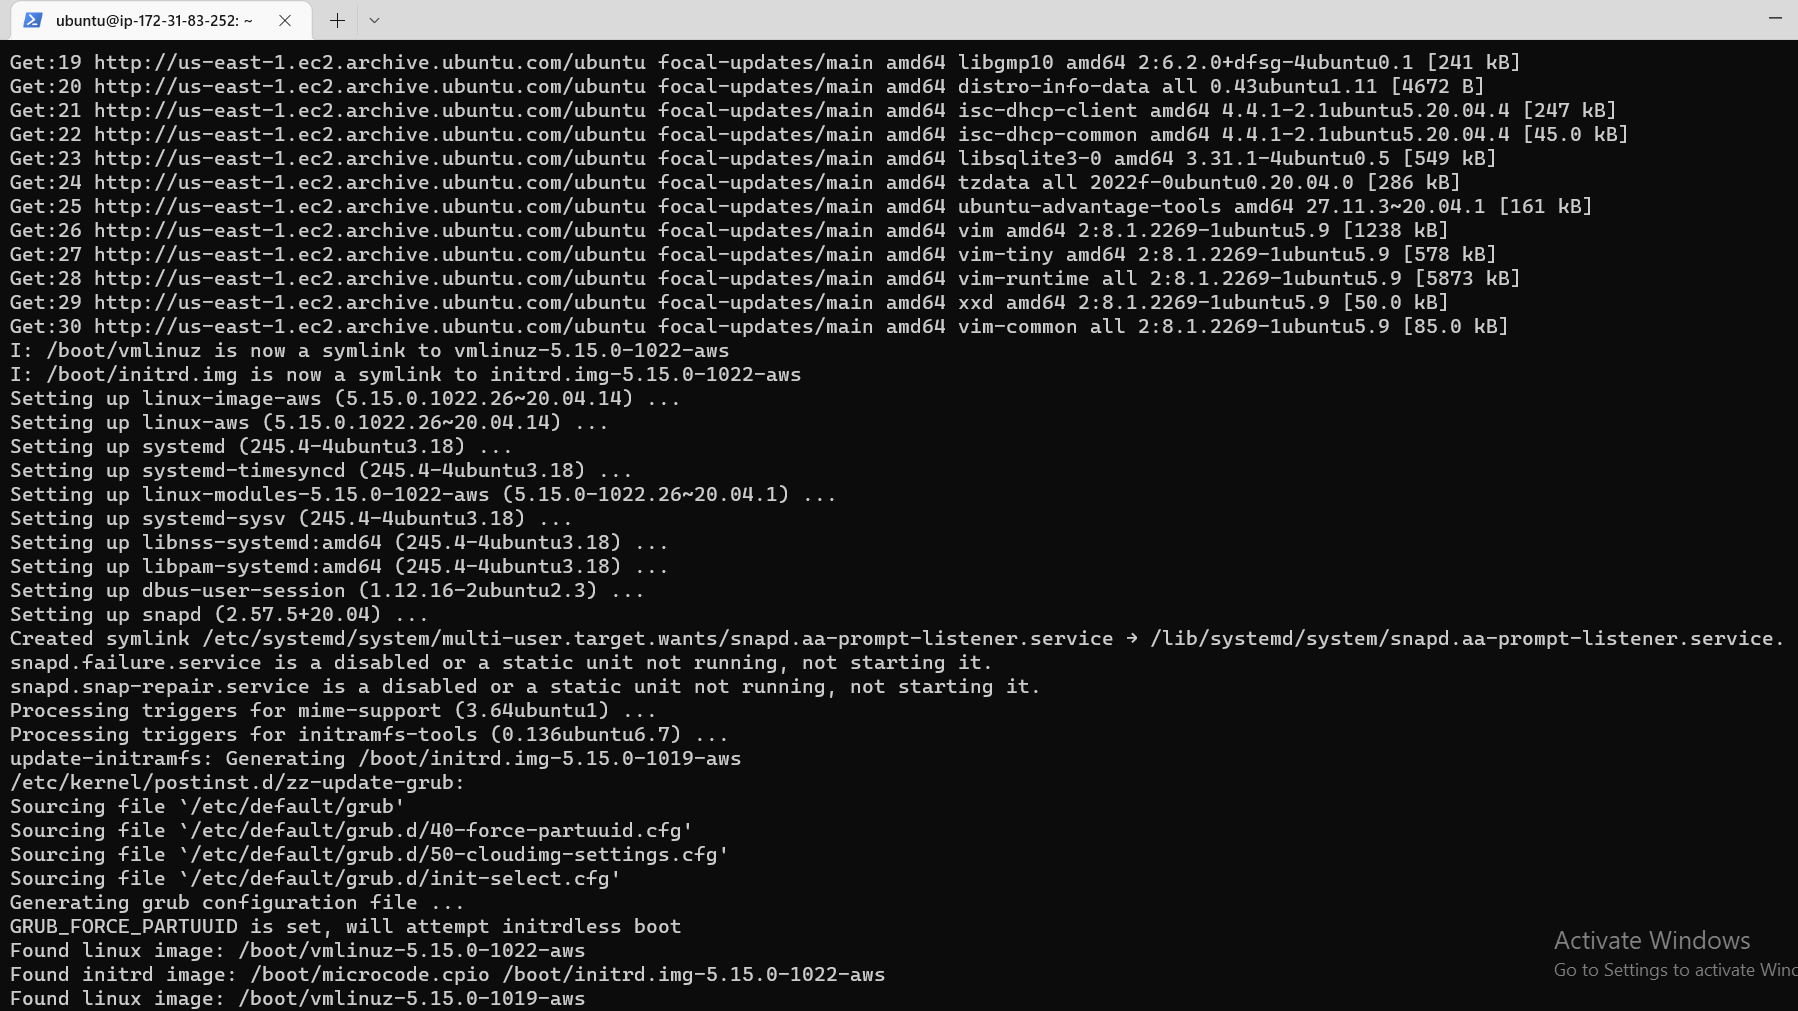 ubuntu@ip-172-31-83-252: ~
Get:19 http://us-east-1.ec2.archive.ubuntu.com/ubuntu focal-updates/main amd64 libgmp10 amd64 2:6.2.0+dfsg-4ubuntu0.1 [241 kB]
Get:20 http://us-east-1.ec2.archive.ubuntu.com/ubuntu focal-updates/main amd64 distro-info-data all 0.43ubuntu1.11 [4672 B]
Get:21 http://us-east-1.ec2.archive.ubuntu.com/ubuntu focal-updates/main amd64 isc-dhcp-client amd64 4.4.1-2.1ubuntu5.20.04.4 [247 kB]
Get:22 http://us-east-1.ec2.archive.ubuntu.com/ubuntu focal-updates/main amd64 isc-dhcp-common amd64 4.4.1-2.1ubuntu5.20.04.4 [45.0 kB]
Get:23 http://us-east-1.ec2.archive.ubuntu.com/ubuntu focal-updates/main amd64 libsqlite3-0 amd64 3.31.1-4ubuntu0.5 [549 kB]
Get:24 http://us-east-1.ec2.archive.ubuntu.com/ubuntu focal-updates/main amd64 tzdata all 2022f-0ubuntu0.20.04.0 [286 kB]
Get:25 http://us-east-1.ec2.archive.ubuntu.com/ubuntu focal-updates/main amd64 ubuntu-advantage-tools amd64 27.11.3~20.04.1 [161 kB]
Get:26 http://us-east-1.ec2.archive.ubuntu.com/ubuntu focal-updates/main amd64 vim amd64 2:8.1.2269-1ubuntu5.9 [1238 kB]
Get:27 http://us-east-1.ec2.archive.ubuntu.com/ubuntu focal-updates/main amd64 vim-tiny amd64 2:8.1.2269-1ubuntu5.9 [578 kB]
Get:28 http://us-east-1.ec2.archive.ubuntu.com/ubuntu focal-updates/main amd64 vim-runtime all 2:8.1.2269-1ubuntu5.9 [5873 kB]
Get:29 http://us-east-1.ec2.archive.ubuntu.com/ubuntu focal-updates/main amd64 xxd amd64 2:8.1.2269-1ubuntu5.9 [50.0 kB]
Get:30 http://us-east-1.ec2.archive.ubuntu.com/ubuntu focal-updates/main amd64 vim-common all 2:8.1.2269-1ubuntu5.9 [85.0 kB]
I: /boot/vmlinuz is now a symlink to vmlinuz-5.15.0-1022-aws
I: /boot/initrd.img is now a symlink to initrd.img-5.15.0-1022-aws
Setting up linux-image-aws (5.15.0.1022.26~20.04.14) ...
Setting up linux-aws (5.15.0.1022.26~20.04.14) ...
Setting up systemd (245.4-4ubuntu3.18) ...
Setting up systemd-timesyncd (245.4-4ubuntu3.18) ...
Setting up linux-modules-5.15.0-1022-aws (5.15.0-1022.26~20.04.1) ...
Setting up systemd-sysv (245.4-4ubuntu3.18) ...
Setting up libnss-systemd:amd64 (245.4-4ubuntu3.18) ...
Setting up libpam-systemd:amd64 (245.4-4ubuntu3.18) ...
Setting up dbus-user-session (1.12.16-2ubuntu2.3) ...
Setting up snapd (2.57.5+20.04) ...
Created symlink /etc/systemd/system/multi-user.target.wants/snapd.aa-prompt-listener.service → /lib/systemd/system/snapd.aa-prompt-listener.service.
snapd.failure.service is a disabled or a static unit not running, not starting it.
snapd.snap-repair.service is a disabled or a static unit not running, not starting it.
Processing triggers for mime-support (3.64ubuntu1) ...
Processing triggers for initramfs-tools (0.136ubuntu6.7) ...
update-initramfs: Generating /boot/initrd.img-5.15.0-1019-aws
/etc/kernel/postinst.d/zz-update-grub:
Sourcing file `/etc/default/grub'
Sourcing file `/etc/default/grub.d/40-force-partuuid.cfg'
Sourcing file `/etc/default/grub.d/50-cloudimg-settings.cfg'
Sourcing file `/etc/default/grub.d/init-select.cfg'
Generating grub configuration file ...
GRUB_FORCE_PARTUUID is set, will attempt initrdless boot
Found linux image: /boot/vmlinuz-5.15.0-1022-aws
Found initrd image: /boot/microcode.cpio /boot/initrd.img-5.15.0-1022-aws
Found linux image: /boot/vmlinuz-5.15.0-1019-aws
Activate Windows
Go to Settings to activate Winc